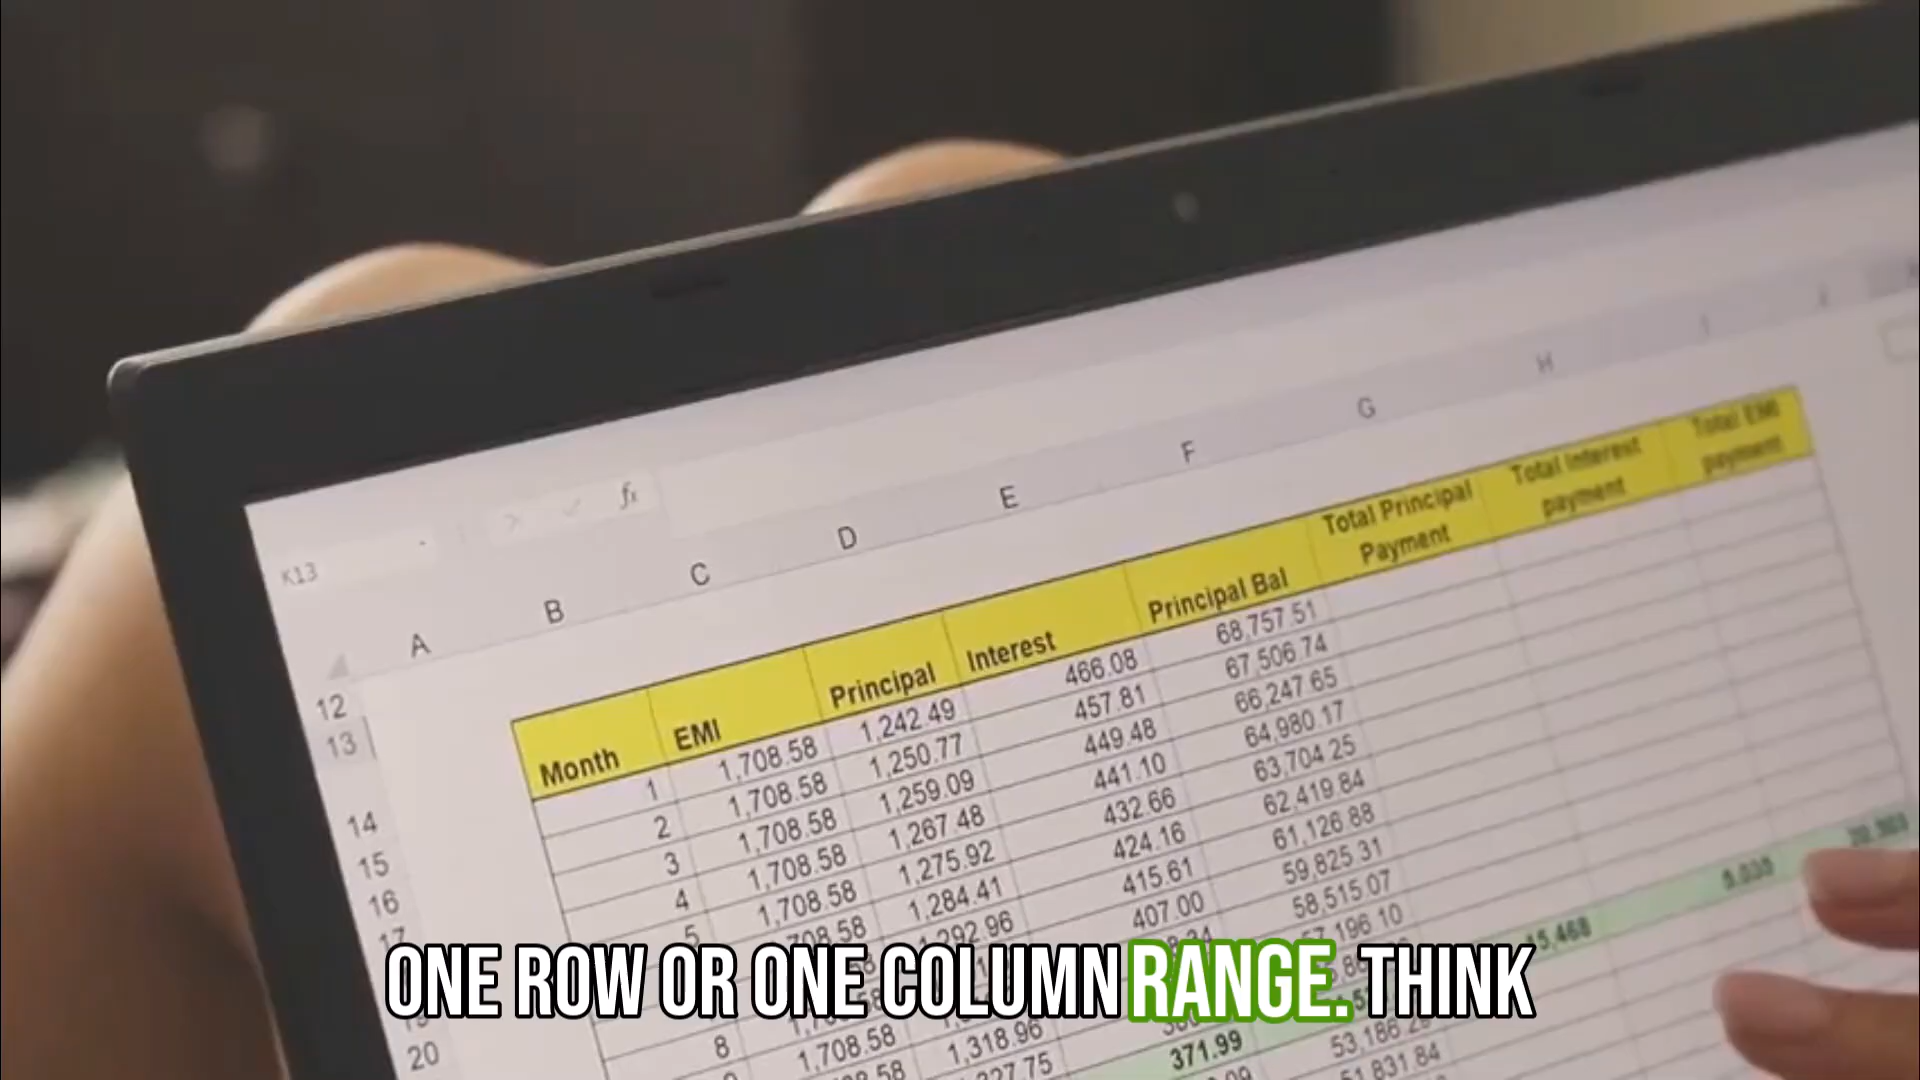 K13
fx
A B C D E F G H
12
13
14
15
16
17
20
Month EMI Principal Interest Principal Bal Total Principal Payment Total Interest payment Total EMI payment
1 1,708.58 1,242.49 466.08 68,757.51
2 1,708.58 1,250.77 457.81 67,506.74
3 1,708.58 1,259.09 449.48 66,247.65
4 1,708.58 1,267.48 441.10 64,980.17
5 1,708.58 1,275.92 432.66 63,704.25
1,284.41 424.16 62,419.84
415.61 61,126.88
407.00 59,825.31
58,515.07
15,468 5,035
8 1,708.58 1,318.96
371.99
ONE ROW OR ONE COLUMN RANGE. THINK